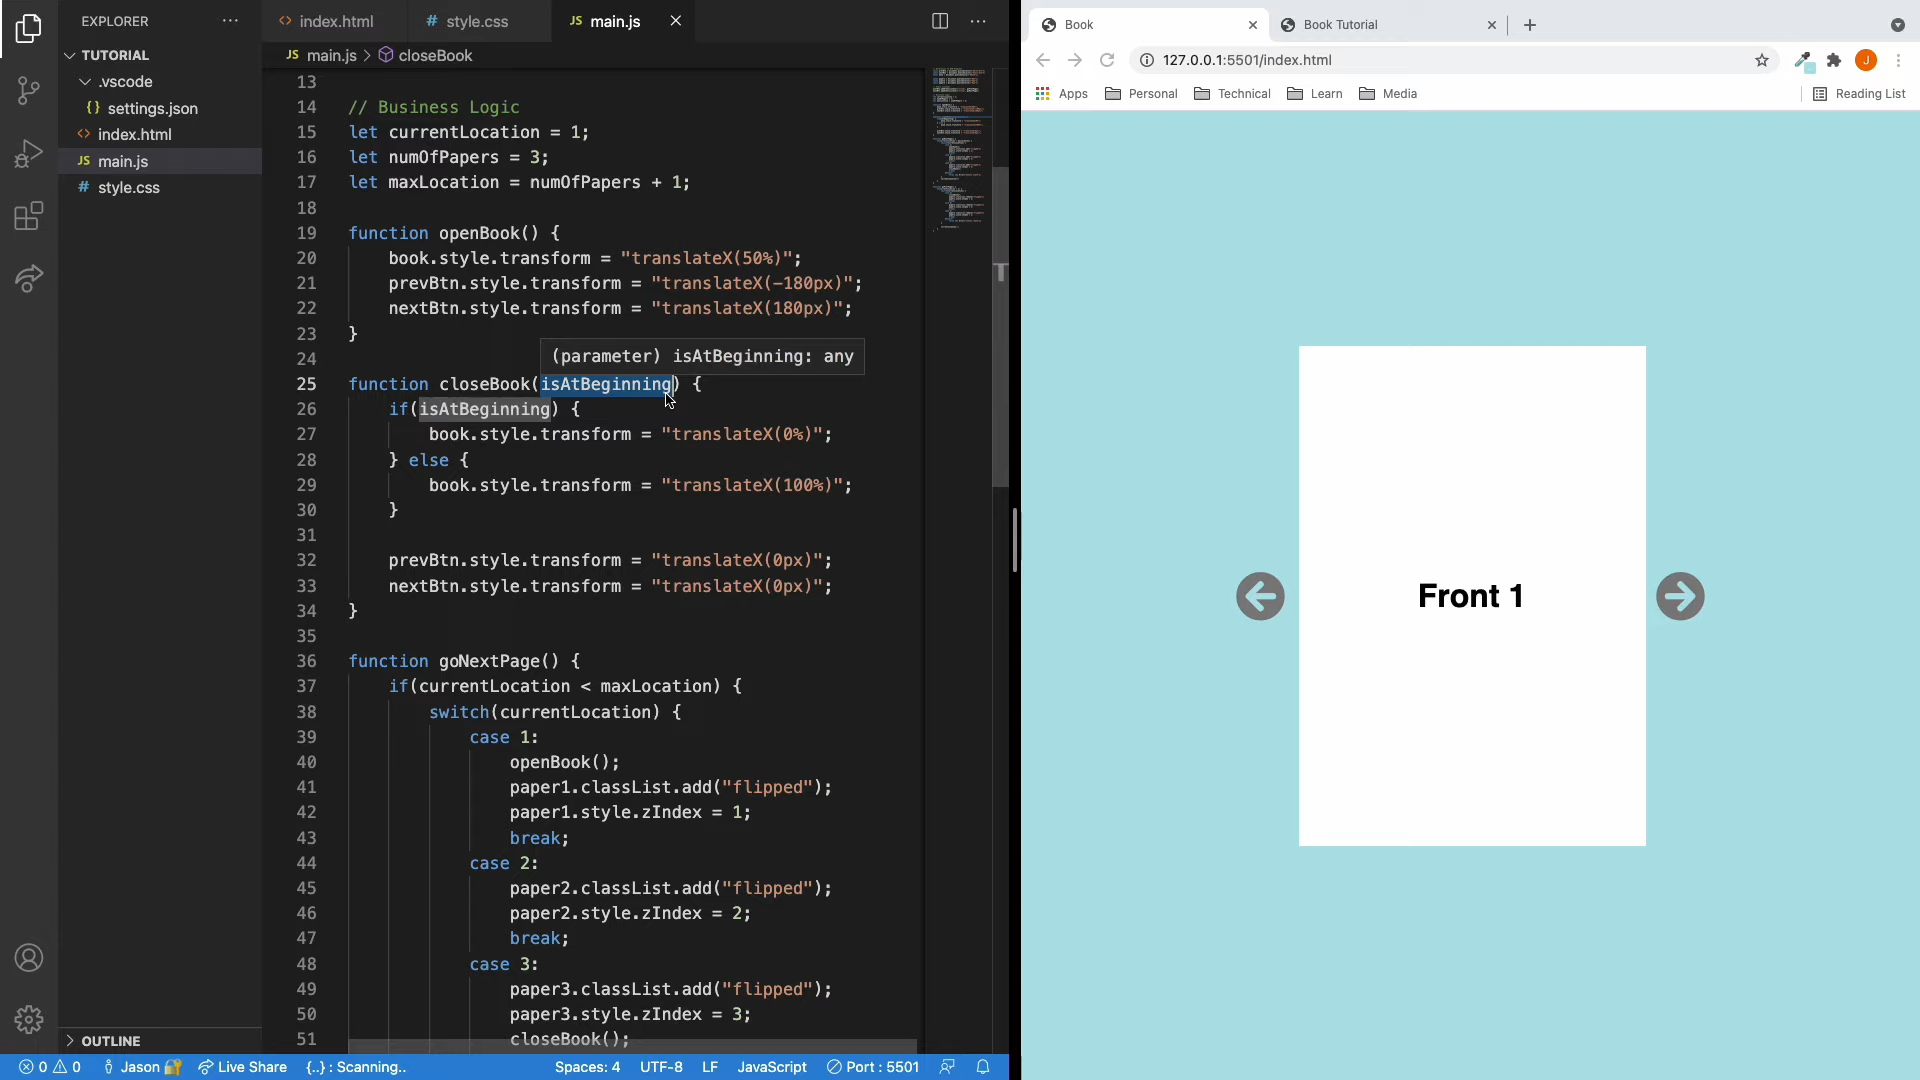 EXPLORER
TUTORIAL
.vscode
{} settings.json
<> index.html
JS main.js
# style.css
OUTLINE
<> index.html
# style.css
JS main.js
JS main.js > closeBook
13
14 // Business Logic
15 let currentLocation = 1;
16 let numOfPapers = 3;
17 let maxLocation = numOfPapers + 1;
18
19 function openBook() {
20 book.style.transform = "translateX(50%)";
21 prevBtn.style.transform = "translateX(-180px)";
22 nextBtn.style.transform = "translateX(180px)";
23 }
24
(parameter) isAtBeginning: any
25 function closeBook(isAtBeginning) {
26 if(isAtBeginning) {
27 book.style.transform = "translateX(0%)";
28 } else {
29 book.style.transform = "translateX(100%)";
30 }
31
32 prevBtn.style.transform = "translateX(0px)";
33 nextBtn.style.transform = "translateX(0px)";
34 }
35
36 function goNextPage() {
37 if(currentLocation < maxLocation) {
38 switch(currentLocation) {
39 case 1:
40 openBook();
41 paper1.classList.add("flipped");
42 paper1.style.zIndex = 1;
43 break;
44 case 2:
45 paper2.classList.add("flipped");
46 paper2.style.zIndex = 2;
47 break;
48 case 3:
49 paper3.classList.add("flipped");
50 paper3.style.zIndex = 3;
51 closeBook();
0 0 Jason Live Share {..} : Scanning.. Spaces: 4 UTF-8 LF JavaScript Port : 5501
Book
Book Tutorial
127.0.0.1:5501/index.html
J
Apps Personal Technical Learn Media Reading List
Front 1